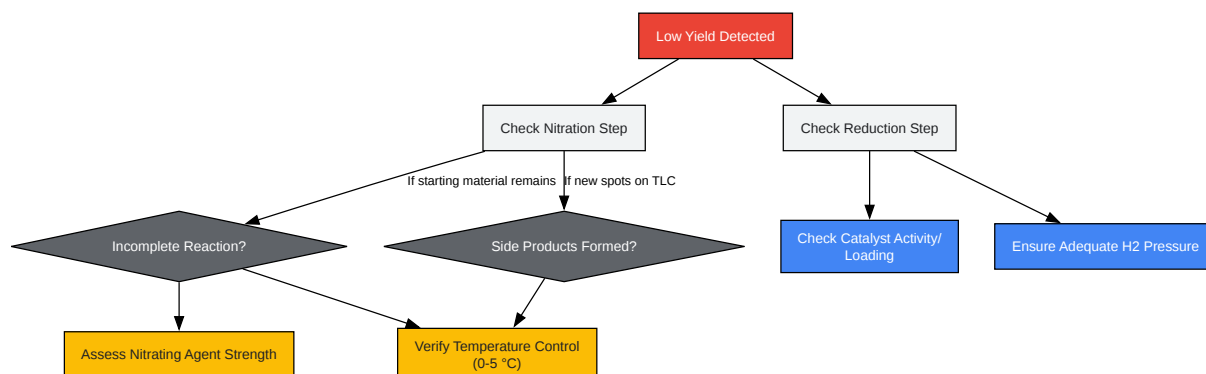 Low Yield Detected
Check Nitration Step
Check Reduction Step
If starting material remains
If new spots on TLC
Incomplete Reaction?
Side Products Formed?
Check Catalyst Activity/
Loading
Ensure Adequate H2 Pressure
Assess Nitrating Agent Strength
Verify Temperature Control
(0-5 °C)